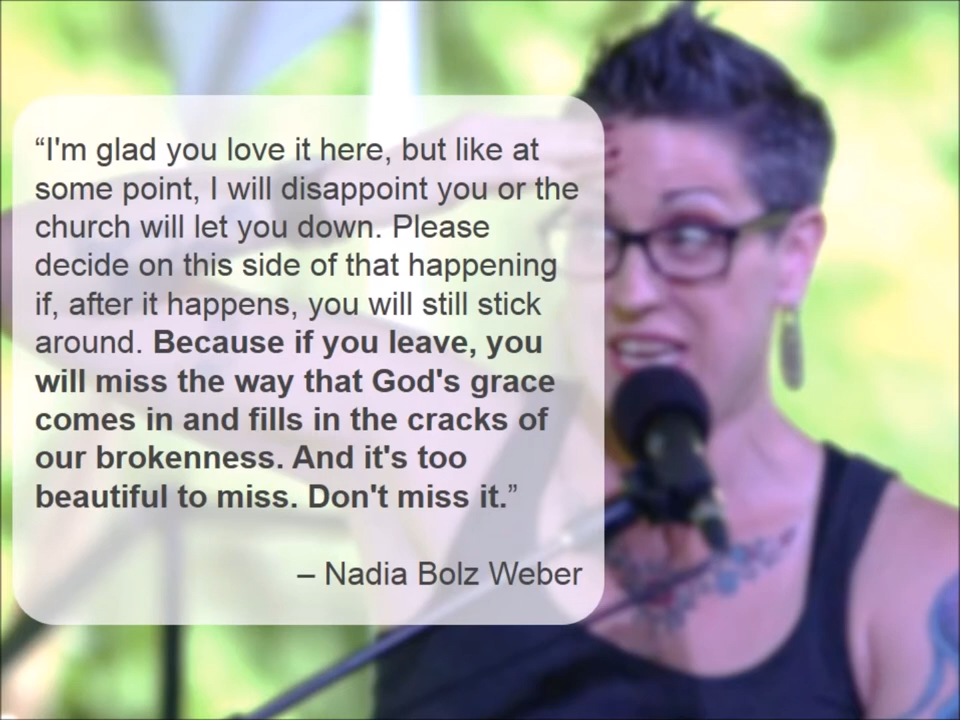 “I'm glad you love it here, but like at
some point, I will disappoint you or the
church will let you down. Please
decide on this side of that happening
if, after it happens, you will still stick
around. Because if you leave, you
will miss the way that God's grace
comes in and fills in the cracks of
our brokenness. And it's too
beautiful to miss. Don't miss it.”
– Nadia Bolz Weber